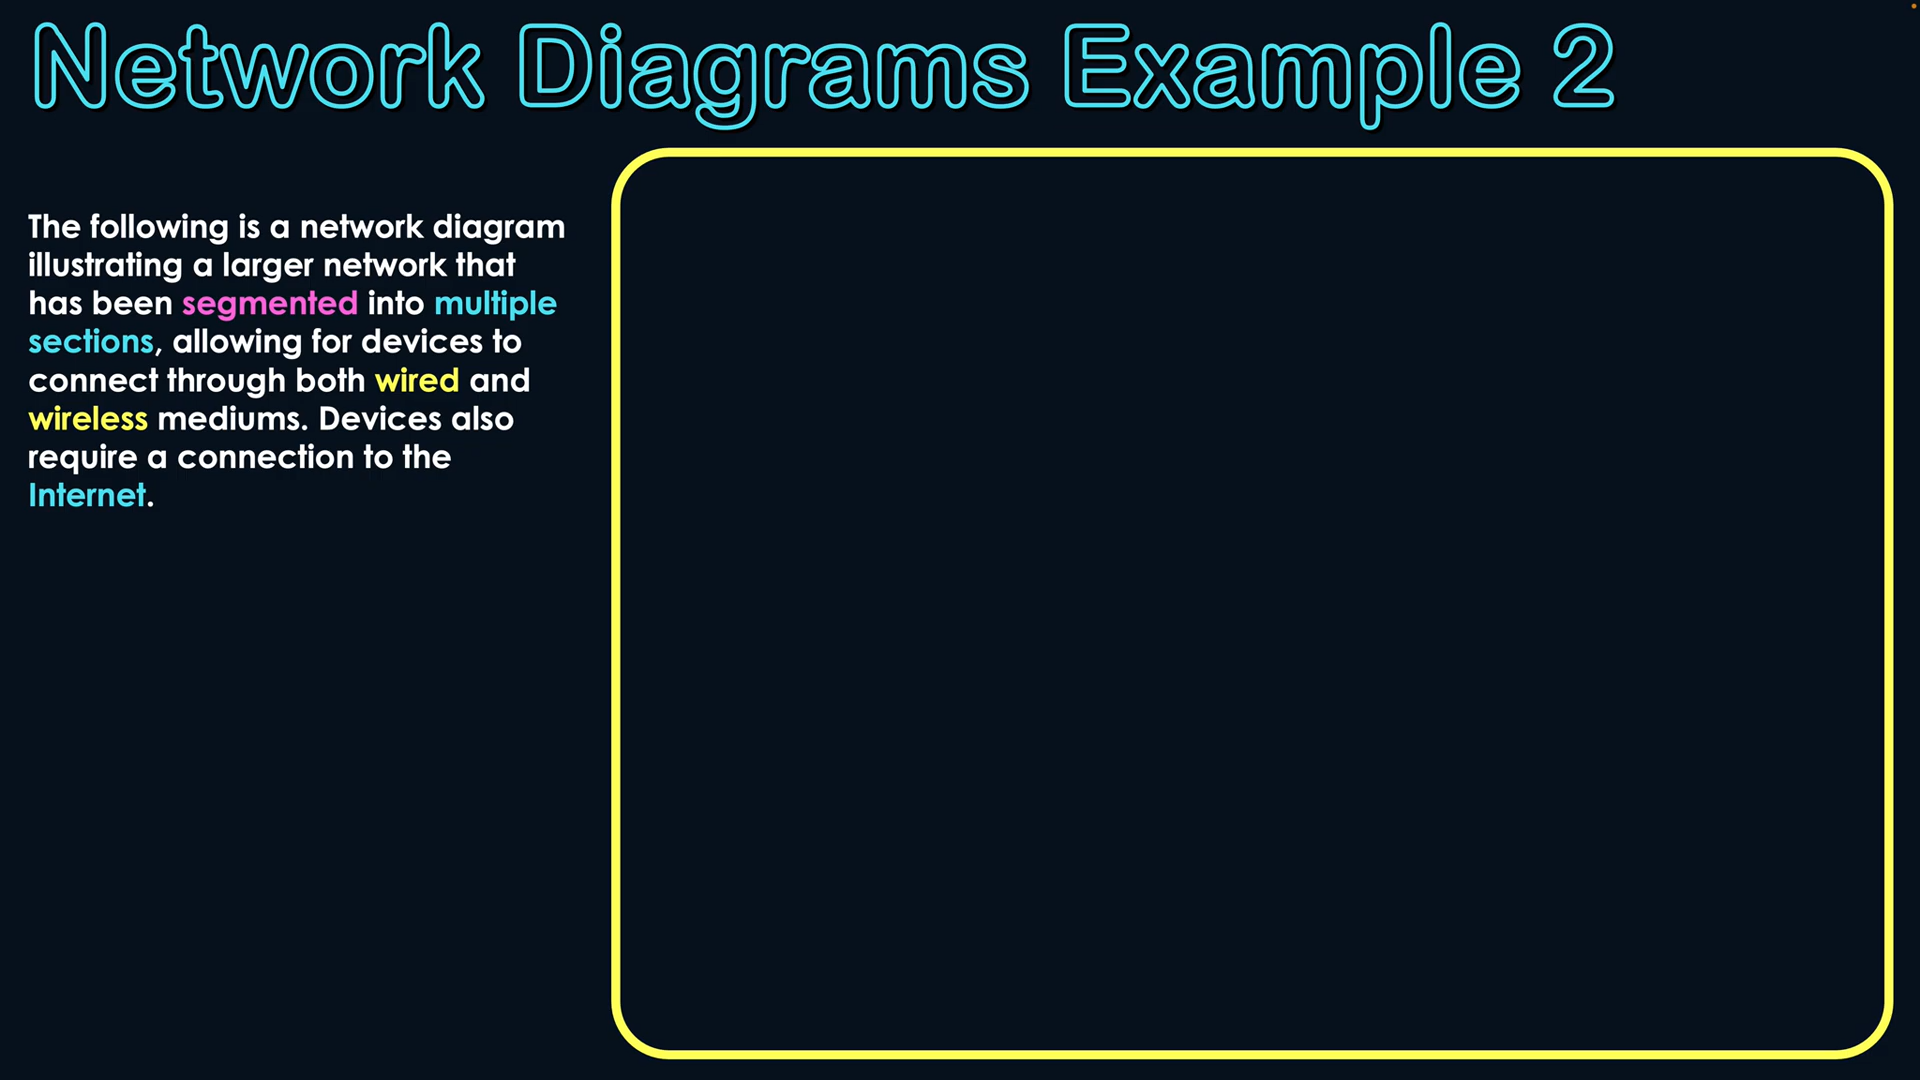 Network Diagrams Example 2
The following is a network diagram
illustrating a larger network that
has been segmented into multiple
sections, allowing for devices to
connect through both wired and
wireless mediums. Devices also
require a connection to the
Internet.